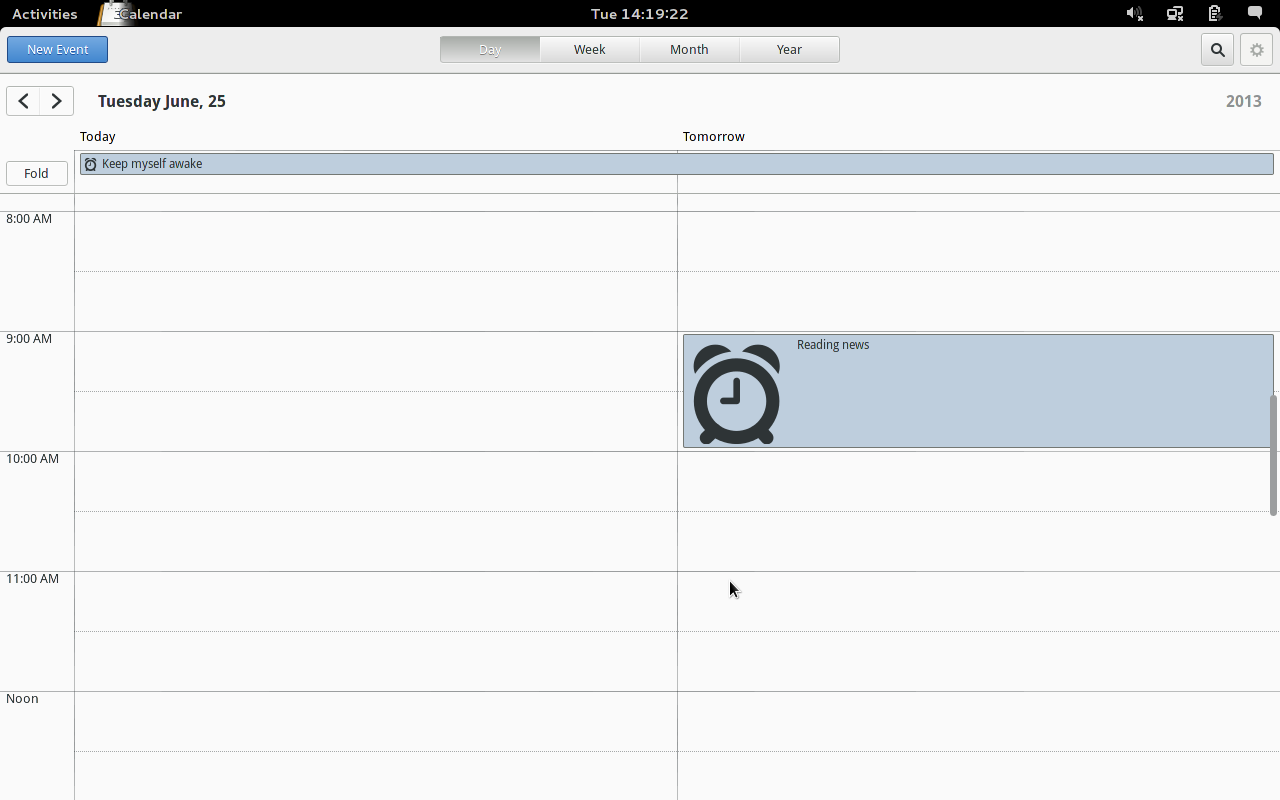 Activities Calendar Tue 14:19:22
New Event Day Week Month Year
Tuesday June, 25 2013
Today Tomorrow
Keep myself awake
Fold
8:00 AM
9:00 AM
Reading news
10:00 AM
11:00 AM
Noon